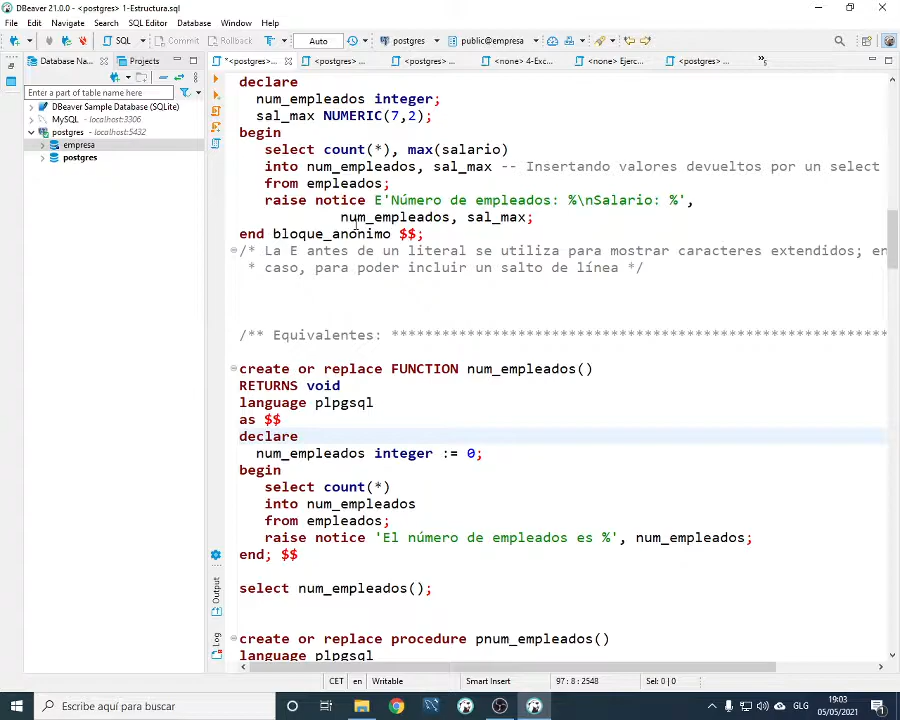 DBeaver 21.0.0 - <postgres> 1-Estructura.sql
File Edit Navigate Search SQL Editor Database Window Help
SQL Commit Rollback T Auto postgres public@empresa
Database Na... Projects *<postgres>... <postgres> ... <postgres>... <none> 4-Exc... <none> Ejerc... <postgres> ...
Enter a part of table name here
DBeaver Sample Database (SQLite)
MySQL - localhost:3306
postgres - localhost:5432
empresa
postgres
declare
num_empleados integer;
sal_max NUMERIC(7,2);
begin
select count(*), max(salario)
into num_empleados, sal_max -- Insertando valores devueltos por un select
from empleados;
raise notice E'Número de empleados: %\nSalario: %',
num_empleados, sal_max;
end bloque_anonimo $$;
/* La E antes de un literal se utiliza para mostrar caracteres extendidos; en
* caso, para poder incluir un salto de línea */
/** Equivalentes: ***********************************************************
create or replace FUNCTION num_empleados()
RETURNS void
language plpgsql
as $$
declare
num_empleados integer := 0;
begin
select count(*)
into num_empleados
from empleados;
raise notice 'El número de empleados es %', num_empleados;
end; $$
select num_empleados();
create or replace procedure pnum_empleados()
language plpgsql
Output
Log
CET en Writable Smart Insert 97 : 8 : 2548 Sel: 0 | 0
Escribe aquí para buscar
GLG
19:03
05/05/2021
1